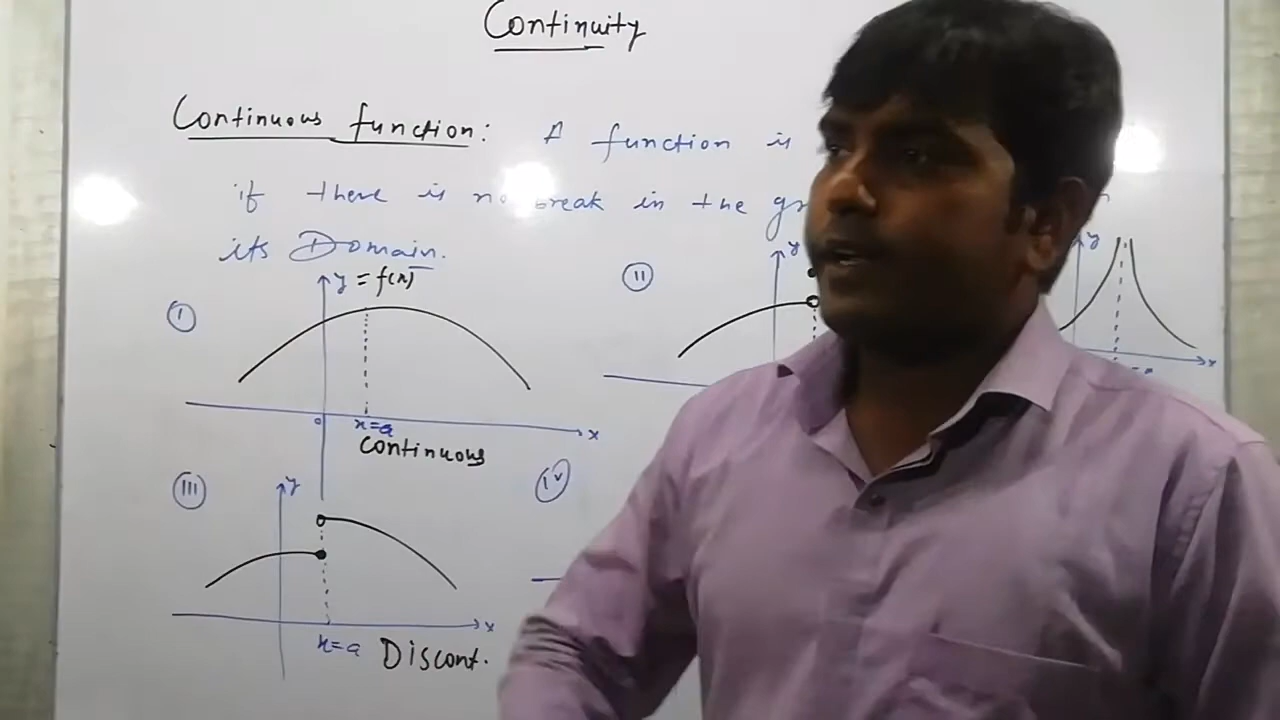 Continuity
Continuous function: A function is
if there is no break in the
its Domain.
I
y = f(x)
0
x=a
x
Continuous
II
y
y
x
III
y
x=a
x
Discont.
IV